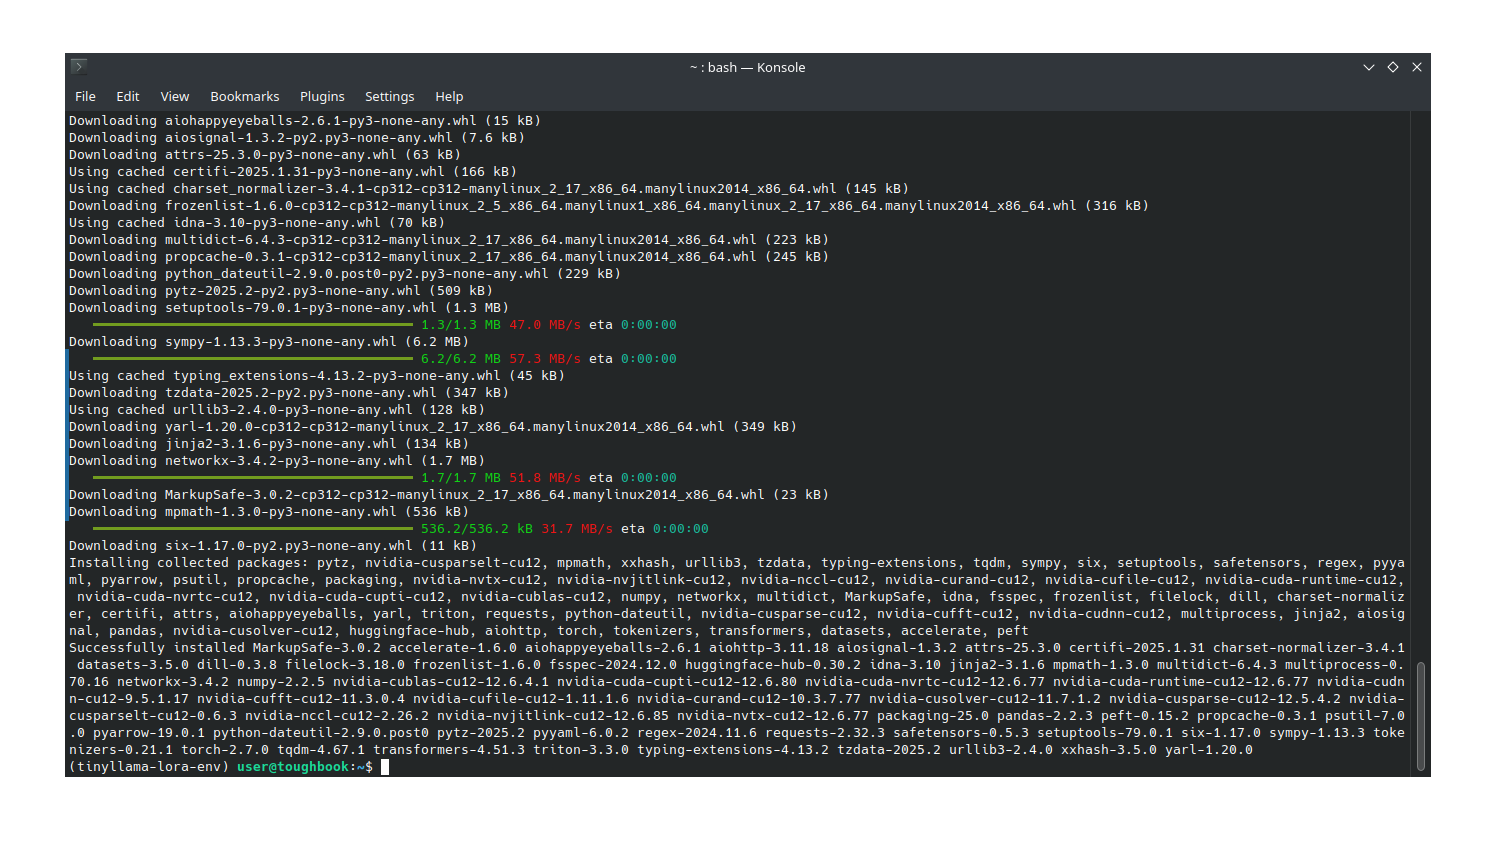 ~ : bash — Konsole
File Edit View Bookmarks Plugins Settings Help
Downloading aiohappyeyeballs-2.6.1-py3-none-any.whl (15 kB)
Downloading aiosignal-1.3.2-py2.py3-none-any.whl (7.6 kB)
Downloading attrs-25.3.0-py3-none-any.whl (63 kB)
Using cached certifi-2025.1.31-py3-none-any.whl (166 kB)
Using cached charset_normalizer-3.4.1-cp312-cp312-manylinux_2_17_x86_64.manylinux2014_x86_64.whl (145 kB)
Downloading frozenlist-1.6.0-cp312-cp312-manylinux_2_5_x86_64.manylinux1_x86_64.manylinux_2_17_x86_64.manylinux2014_x86_64.whl (316 kB)
Using cached idna-3.10-py3-none-any.whl (70 kB)
Downloading multidict-6.4.3-cp312-cp312-manylinux_2_17_x86_64.manylinux2014_x86_64.whl (223 kB)
Downloading propcache-0.3.1-cp312-cp312-manylinux_2_17_x86_64.manylinux2014_x86_64.whl (245 kB)
Downloading python_dateutil-2.9.0.post0-py2.py3-none-any.whl (229 kB)
Downloading pytz-2025.2-py2.py3-none-any.whl (509 kB)
Downloading setuptools-79.0.1-py3-none-any.whl (1.3 MB)
1.3/1.3 MB 47.0 MB/s eta 0:00:00
Downloading sympy-1.13.3-py3-none-any.whl (6.2 MB)
6.2/6.2 MB 57.3 MB/s eta 0:00:00
Using cached typing_extensions-4.13.2-py3-none-any.whl (45 kB)
Downloading tzdata-2025.2-py2.py3-none-any.whl (347 kB)
Using cached urllib3-2.4.0-py3-none-any.whl (128 kB)
Downloading yarl-1.20.0-cp312-cp312-manylinux_2_17_x86_64.manylinux2014_x86_64.whl (349 kB)
Downloading jinja2-3.1.6-py3-none-any.whl (134 kB)
Downloading networkx-3.4.2-py3-none-any.whl (1.7 MB)
1.7/1.7 MB 51.8 MB/s eta 0:00:00
Downloading MarkupSafe-3.0.2-cp312-cp312-manylinux_2_17_x86_64.manylinux2014_x86_64.whl (23 kB)
Downloading mpmath-1.3.0-py3-none-any.whl (536 kB)
536.2/536.2 kB 31.7 MB/s eta 0:00:00
Downloading six-1.17.0-py2.py3-none-any.whl (11 kB)
Installing collected packages: pytz, nvidia-cusparselt-cu12, mpmath, xxhash, urllib3, tzdata, typing-extensions, tqdm, sympy, six, setuptools, safetensors, regex, pyya
ml, pyarrow, psutil, propcache, packaging, nvidia-nvtx-cu12, nvidia-nvjitlink-cu12, nvidia-nccl-cu12, nvidia-curand-cu12, nvidia-cufile-cu12, nvidia-cuda-runtime-cu12,
nvidia-cuda-nvrtc-cu12, nvidia-cuda-cupti-cu12, nvidia-cublas-cu12, numpy, networkx, multidict, MarkupSafe, idna, fsspec, frozenlist, filelock, dill, charset-normaliz
er, certifi, attrs, aiohappyeyeballs, yarl, triton, requests, python-dateutil, nvidia-cusparse-cu12, nvidia-cufft-cu12, nvidia-cudnn-cu12, multiprocess, jinja2, aiosig
nal, pandas, nvidia-cusolver-cu12, huggingface-hub, aiohttp, torch, tokenizers, transformers, datasets, accelerate, peft
Successfully installed MarkupSafe-3.0.2 accelerate-1.6.0 aiohappyeyeballs-2.6.1 aiohttp-3.11.18 aiosignal-1.3.2 attrs-25.3.0 certifi-2025.1.31 charset-normalizer-3.4.1
datasets-3.5.0 dill-0.3.8 filelock-3.18.0 frozenlist-1.6.0 fsspec-2024.12.0 huggingface-hub-0.30.2 idna-3.10 jinja2-3.1.6 mpmath-1.3.0 multidict-6.4.3 multiprocess-0.
70.16 networkx-3.4.2 numpy-2.2.5 nvidia-cublas-cu12-12.6.4.1 nvidia-cuda-cupti-cu12-12.6.80 nvidia-cuda-nvrtc-cu12-12.6.77 nvidia-cuda-runtime-cu12-12.6.77 nvidia-cudn
n-cu12-9.5.1.17 nvidia-cufft-cu12-11.3.0.4 nvidia-cufile-cu12-1.11.1.6 nvidia-curand-cu12-10.3.7.77 nvidia-cusolver-cu12-11.7.1.2 nvidia-cusparse-cu12-12.5.4.2 nvidia-
cusparselt-cu12-0.6.3 nvidia-nccl-cu12-2.26.2 nvidia-nvjitlink-cu12-12.6.85 nvidia-nvtx-cu12-12.6.77 packaging-25.0 pandas-2.2.3 peft-0.15.2 propcache-0.3.1 psutil-7.0
.0 pyarrow-19.0.1 python-dateutil-2.9.0.post0 pytz-2025.2 pyyaml-6.0.2 regex-2024.11.6 requests-2.32.3 safetensors-0.5.3 setuptools-79.0.1 six-1.17.0 sympy-1.13.3 toke
nizers-0.21.1 torch-2.7.0 tqdm-4.67.1 transformers-4.51.3 triton-3.3.0 typing-extensions-4.13.2 tzdata-2025.2 urllib3-2.4.0 xxhash-3.5.0 yarl-1.20.0
(tinyllama-lora-env) user@toughbook:~$